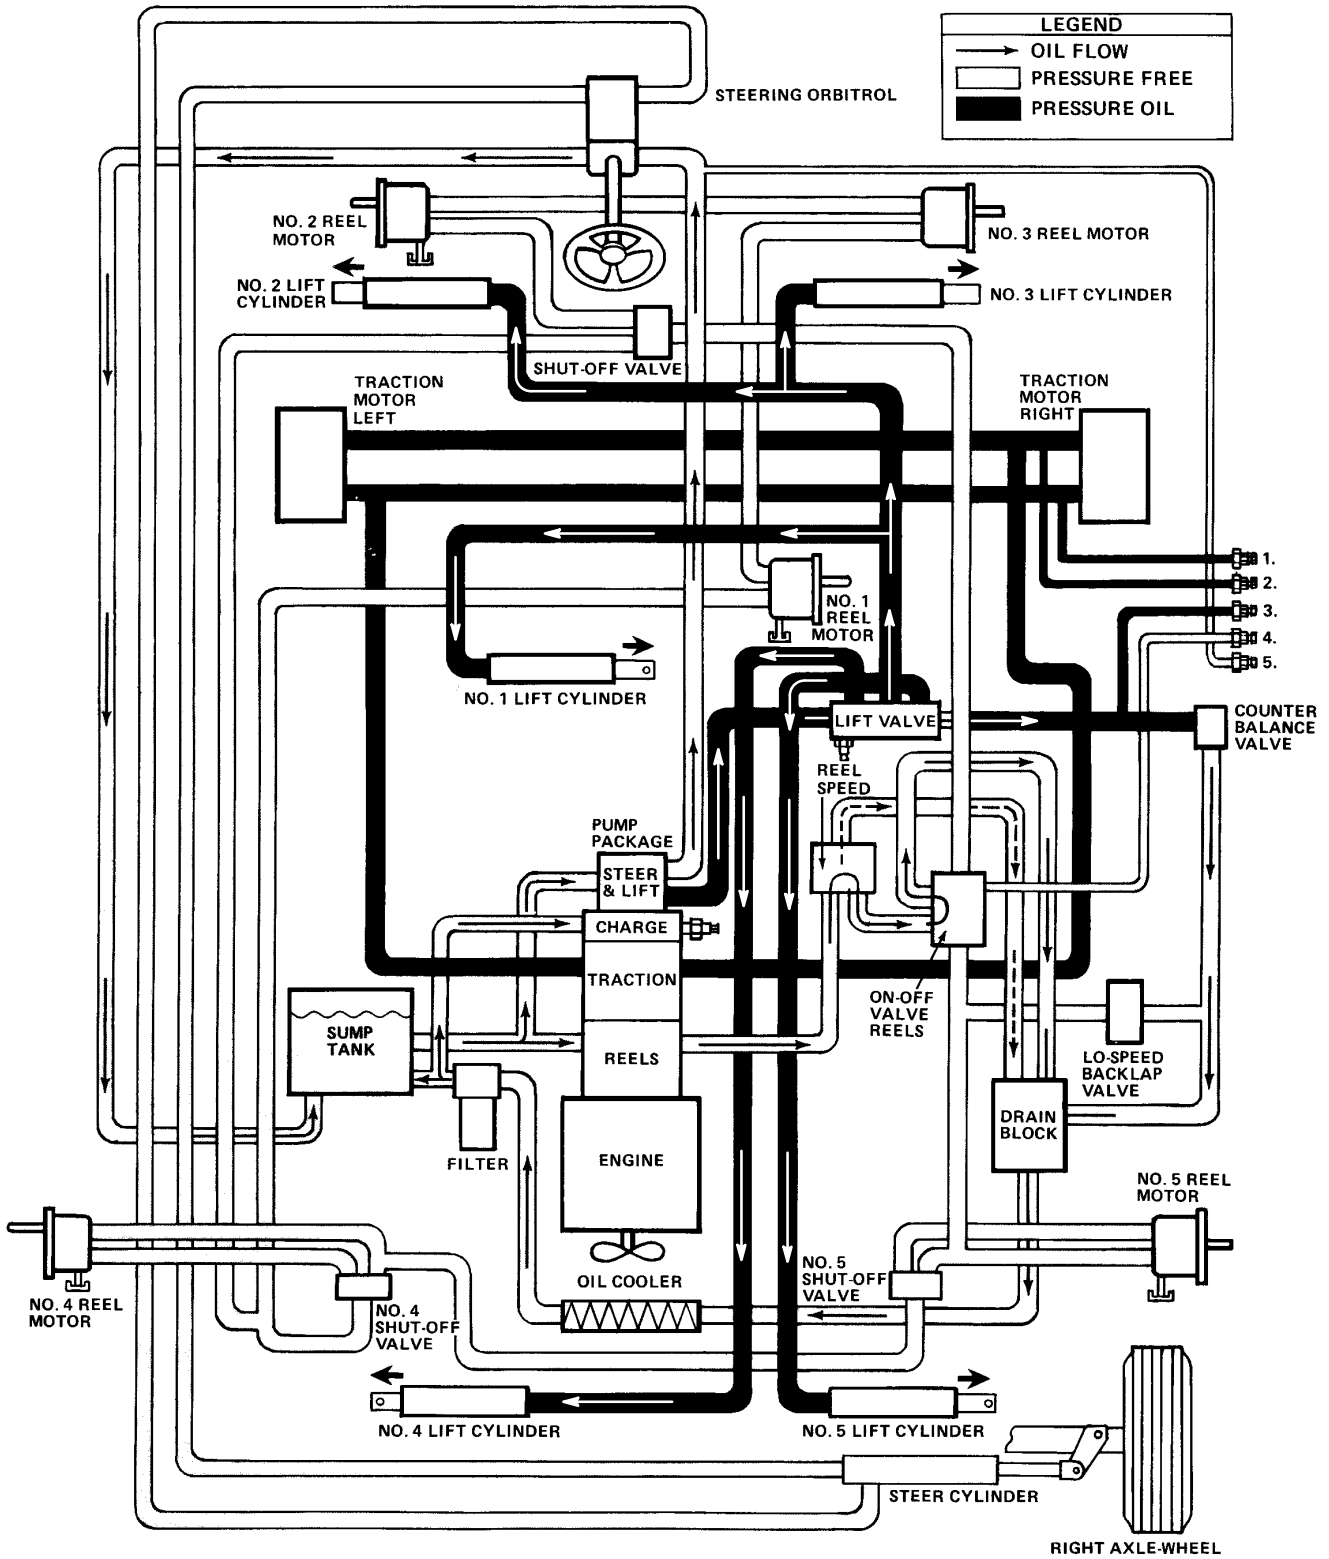 LEGEND
OIL FLOW
PRESSURE FREE
PRESSURE OIL
STEERING ORBITROL
NO. 2 REEL
MOTOR
NO. 3 REEL MOTOR
NO. 2 LIFT
CYLINDER
NO. 3 LIFT CYLINDER
SHUT-OFF VALVE
TRACTION
MOTOR
LEFT
TRACTION
MOTOR
RIGHT
1.
2.
3.
4.
5.
NO. 1
REEL
MOTOR
NO. 1 LIFT CYLINDER
LIFT VALVE
COUNTER
BALANCE
VALVE
REEL
SPEED
PUMP
PACKAGE
STEER
& LIFT
CHARGE
TRACTION
REELS
ENGINE
SUMP
TANK
FILTER
ON-OFF
VALVE
REELS
LO-SPEED
BACKLAP
VALVE
DRAIN
BLOCK
NO. 5 REEL
MOTOR
NO. 4 REEL
MOTOR
NO. 4
SHUT-OFF
VALVE
OIL COOLER
NO. 5
SHUT-OFF
VALVE
NO. 4 LIFT CYLINDER
NO. 5 LIFT CYLINDER
STEER CYLINDER
RIGHT AXLE-WHEEL